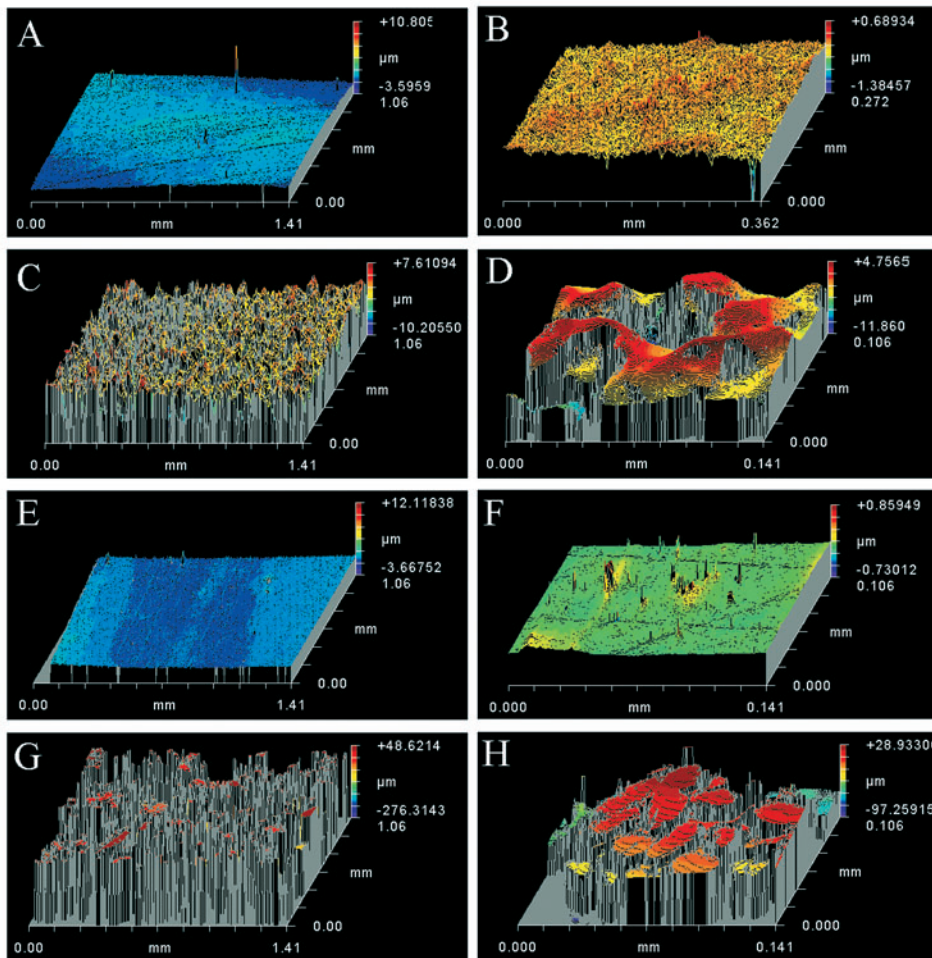 A
+10.805
µm
-3.5959
1.06
mm
0.00
0.00 mm 1.41
B
+0.68934
µm
-1.38457
0.272
mm
0.000
0.000 mm 0.362
C
+7.61094
µm
-10.20550
1.06
mm
0.00
0.00 mm 1.41
D
+4.7565
µm
-11.860
0.106
mm
0.000
0.000 mm 0.141
E
+12.11838
µm
-3.66752
1.06
mm
0.00
0.00 mm 1.41
F
+0.85949
µm
-0.73012
0.106
mm
0.000
0.000 mm 0.141
G
+48.6214
µm
-276.3143
1.06
mm
0.00
0.00 mm 1.41
H
+28.93300
µm
-97.25915
0.106
mm
0.000
0.000 mm 0.141